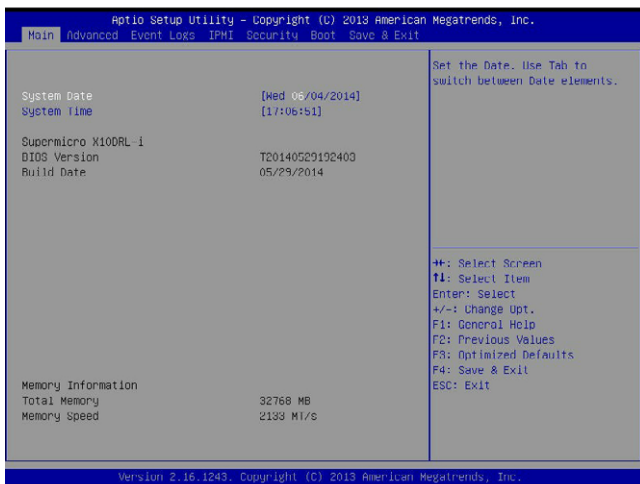 Aptio Setup Utility – Copyright (C) 2013 American Megatrends, Inc.
Main Advanced Event Logs IPMI Security Boot Save & Exit
Set the Date. Use Tab to
switch between Date elements.
System Date [Wed 06/04/2014]
System Time [17:06:51]
Supermicro X10DRL-i
BIOS Version T20140529192403
Build Date 05/29/2014
Memory Information
Total Memory 32768 MB
Memory Speed 2133 MT/s
→←: Select Screen
↑↓: Select Item
Enter: Select
+/-: Change Opt.
F1: General Help
F2: Previous Values
F3: Optimized Defaults
F4: Save & Exit
ESC: Exit
Version 2.16.1243. Copyright (C) 2013 American Megatrends, Inc.